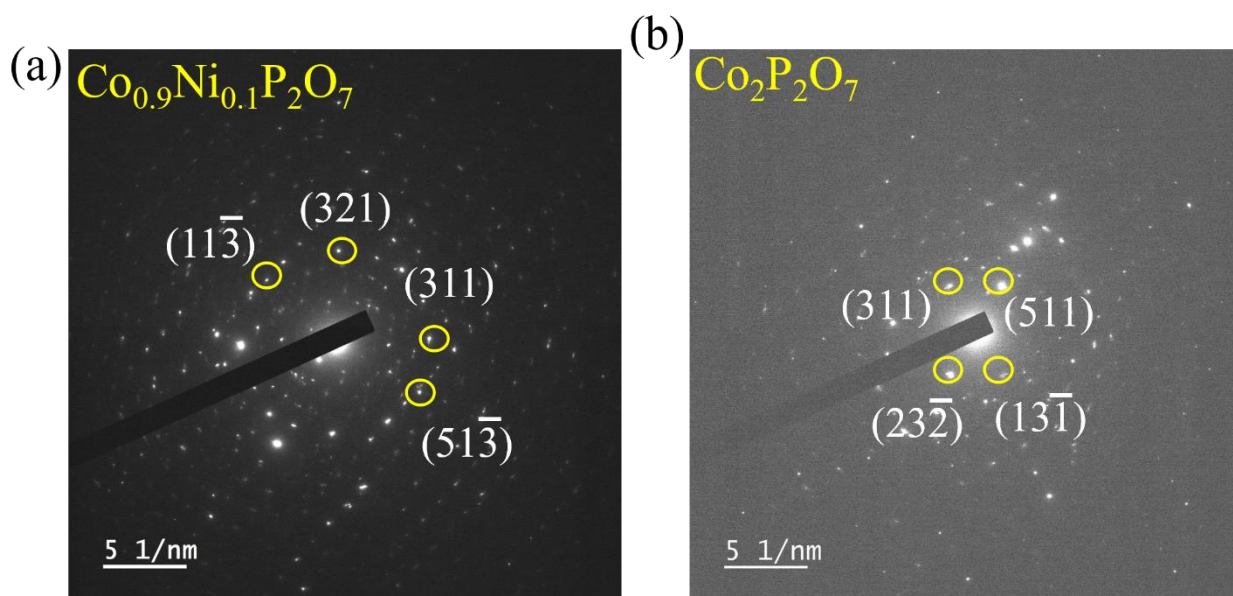 (a)
Co₀.₉Ni₀.₁P₂O₇
(321)
(113̅)
(311)
(513̅)
5 1/nm
(b)
Co₂P₂O₇
(311)
(511)
(232̅)
(131̅)
5 1/nm